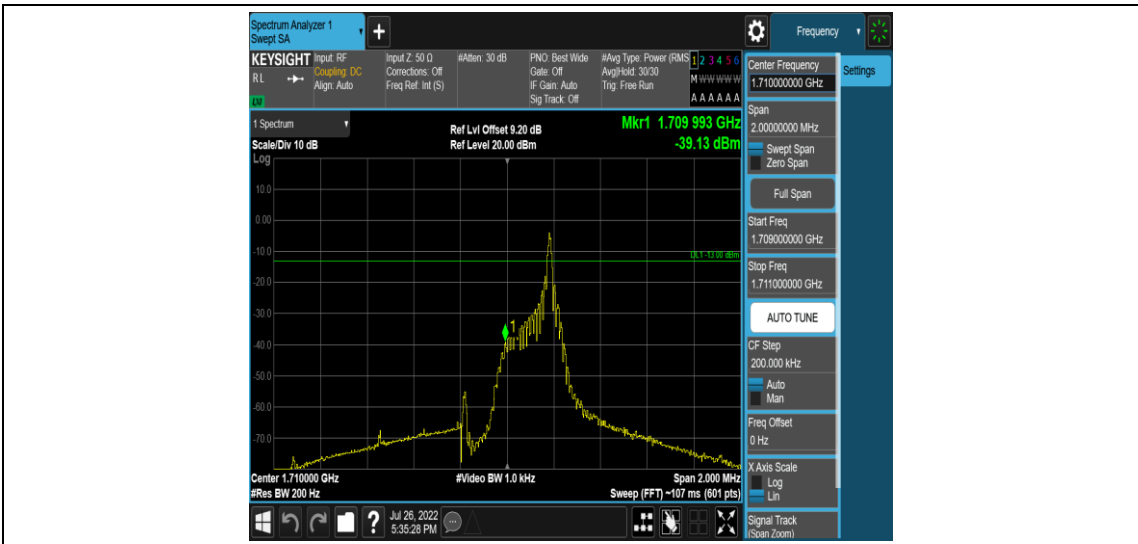 Spectrum Analyzer 1
Swept SA
+
Frequency
KEYSIGHT
RL
LXI
Input: RF
Coupling: DC
Align: Auto
Input Z: 50 Ω
Corrections: Off
Freq Ref: Int (S)
#Atten: 30 dB
PNO: Best Wide
Gate: Off
IF Gain: Auto
Sig Track: Off
#Avg Type: Power (RMS
Avg|Hold: 30/30
Trig: Free Run
1 2 3 4 5 6
M W W W W W
A A A A A A
1 Spectrum
Scale/Div 10 dB
Log
Ref Lvl Offset 9.20 dB
Ref Level 20.00 dBm
Mkr1 1.709 993 GHz
-39.13 dBm
10.0
0.00
-10.0
DL1 -13.00 dBm
-20.0
-30.0
1
-40.0
-50.0
-60.0
-70.0
Center 1.710000 GHz
#Res BW 200 Hz
#Video BW 1.0 kHz
Span 2.000 MHz
Sweep (FFT) ~107 ms (601 pts)
?
Jul 26, 2022
5:35:28 PM
Center Frequency
1.710000000 GHz
Settings
Span
2.00000000 MHz
Swept Span
Zero Span
Full Span
Start Freq
1.709000000 GHz
Stop Freq
1.711000000 GHz
AUTO TUNE
CF Step
200.000 kHz
Auto
Man
Freq Offset
0 Hz
X Axis Scale
Log
Lin
Signal Track
(Span Zoom)